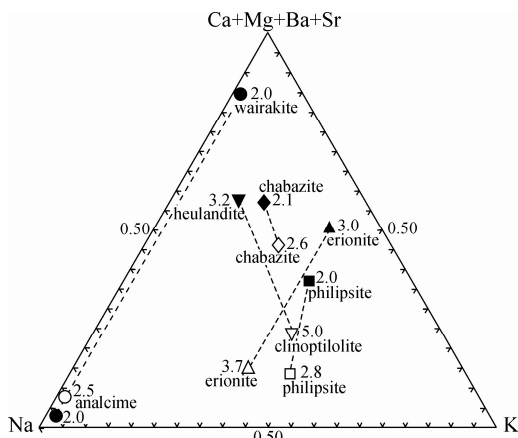 Ca+Mg+Ba+Sr
2.0
wairakite
chabazite
3.2 2.1
heulandite
0.50 3.0 0.50
erionite
2.6
chabazite
2.0
philipsite
5.0
clinoptilolite
3.7 2.8
erionite philipsite
2.5
analcime
2.0
Na K
0.50